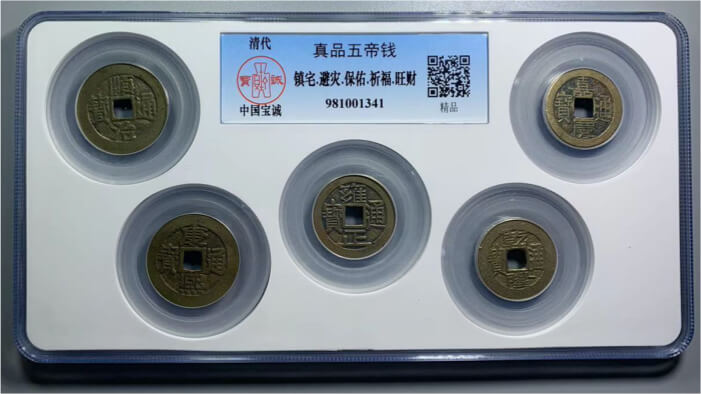 清代
寶誠
中国宝诚
真品五帝钱
镇宅.避灾.保佑.祈福.旺财
981001341
精品
順治通寶
嘉慶通寶
康熙通寶
雍正通寶
乾隆通寶